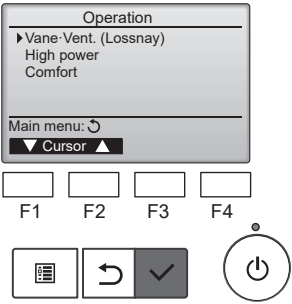 Operation
Vane·Vent. (Lossnay)
High power
Comfort
Main menu:
Cursor
F1 F2 F3 F4